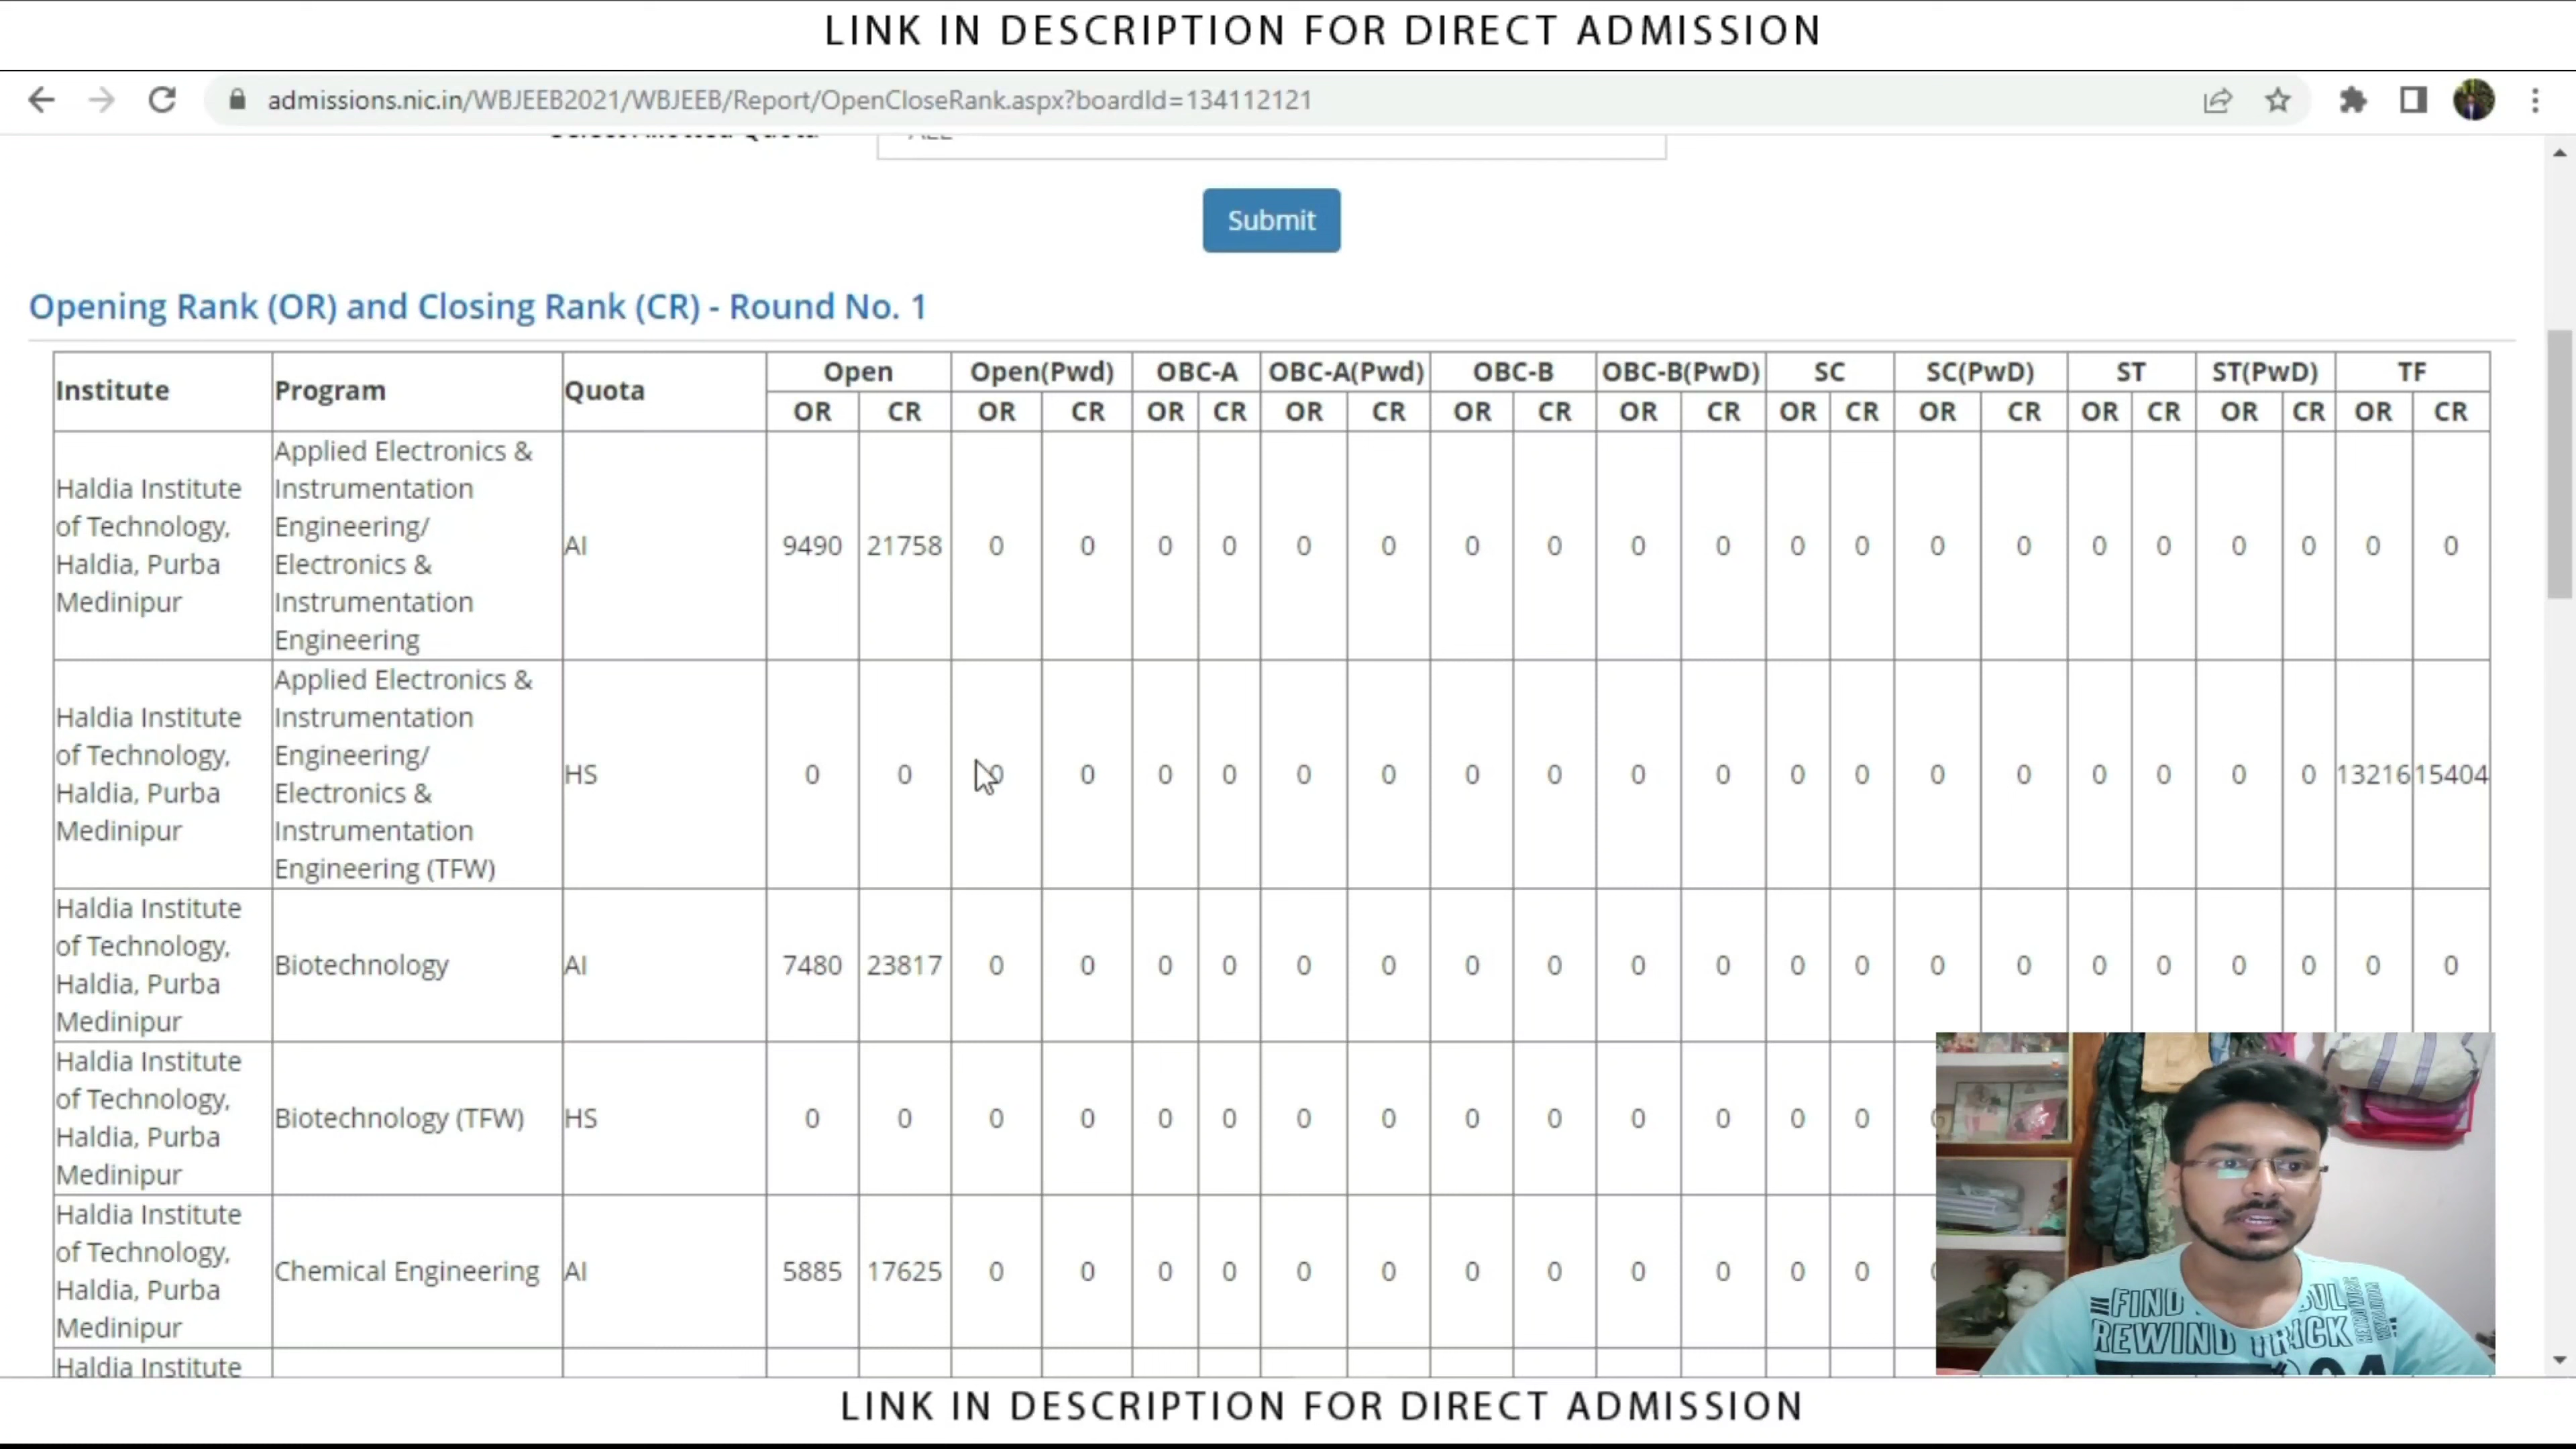 LINK IN DESCRIPTION FOR DIRECT ADMISSION
admissions.nic.in/WBJEEB2021/WBJEEB/Report/OpenCloseRank.aspx?boardId=134112121
Submit
Opening Rank (OR) and Closing Rank (CR) - Round No. 1
Institute Program Quota Open Open(Pwd) OBC-A OBC-A(Pwd) OBC-B OBC-B(PwD) SC SC(PwD) ST ST(PwD) TF
OR CR OR CR OR CR OR CR OR CR OR CR OR CR OR CR OR CR OR CR OR CR
Haldia Institute
of Technology,
Haldia, Purba
Medinipur
Applied Electronics &
Instrumentation
Engineering/
Electronics &
Instrumentation
Engineering
AI 9490 21758 0 0 0 0 0 0 0 0 0 0 0 0 0 0 0 0 0 0 0 0
Haldia Institute
of Technology,
Haldia, Purba
Medinipur
Applied Electronics &
Instrumentation
Engineering/
Electronics &
Instrumentation
Engineering (TFW)
HS 0 0 0 0 0 0 0 0 0 0 0 0 0 0 0 0 0 0 0 0 13216 15404
Haldia Institute
of Technology,
Haldia, Purba
Medinipur
Biotechnology
AI 7480 23817 0 0 0 0 0 0 0 0 0 0 0 0 0 0 0 0 0 0 0 0
Haldia Institute
of Technology,
Haldia, Purba
Medinipur
Biotechnology (TFW)
HS 0 0 0 0 0 0 0 0 0 0 0 0 0 0
Haldia Institute
of Technology,
Haldia, Purba
Medinipur
Chemical Engineering
AI 5885 17625 0 0 0 0 0 0 0 0 0 0 0 0
Haldia Institute
FIND
REWIND TRACK
LINK IN DESCRIPTION FOR DIRECT ADMISSION